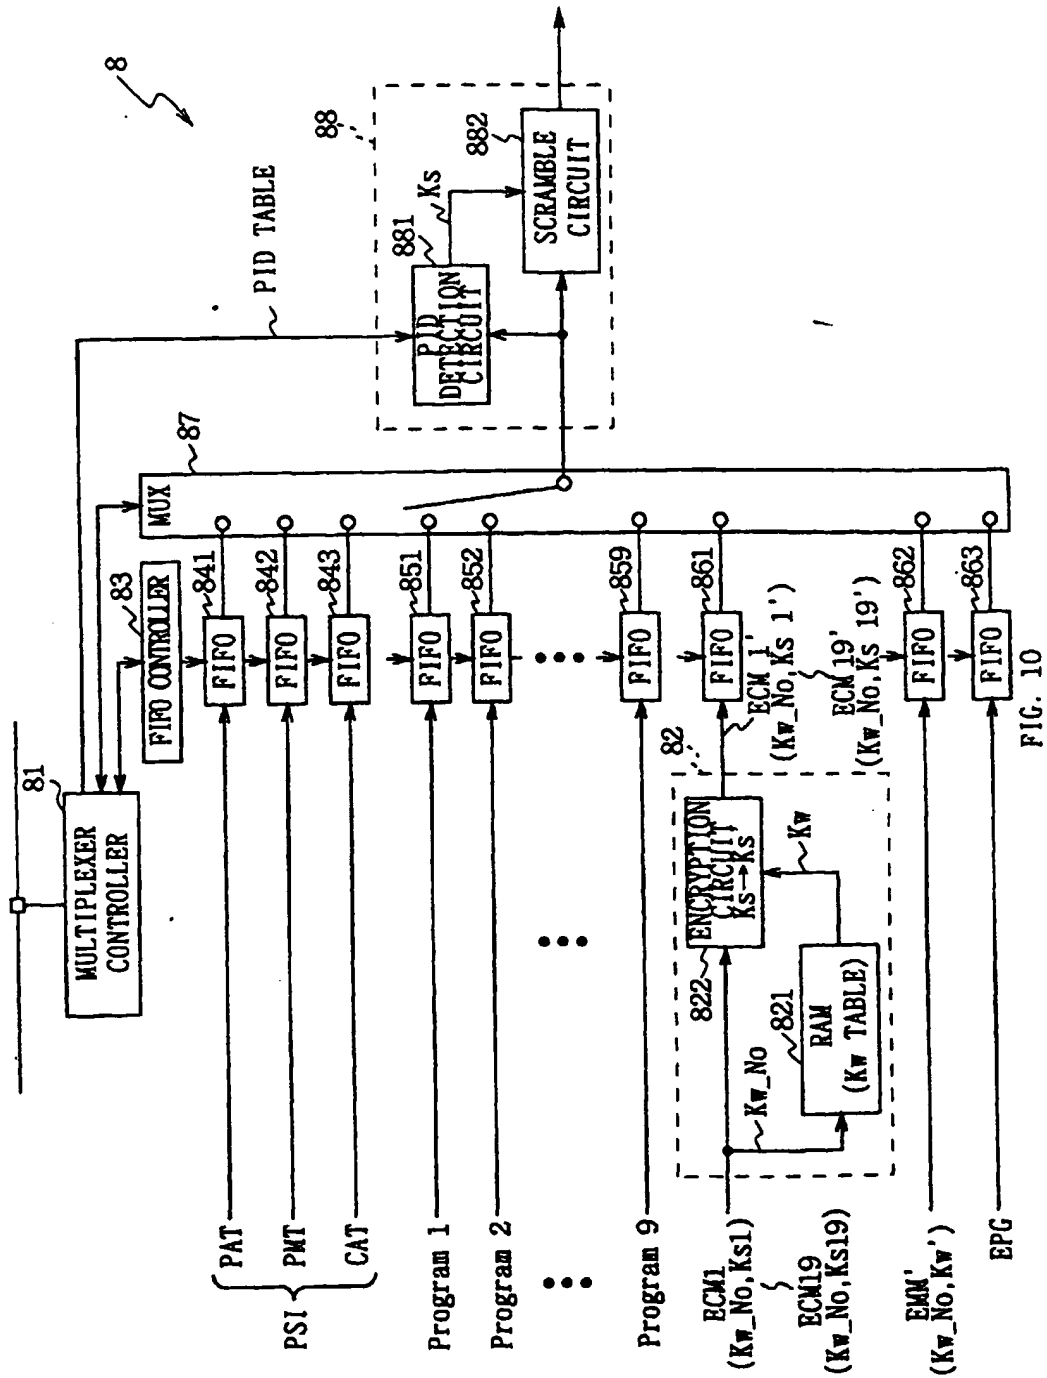 8
81
MULTIPLEXER
CONTROLLER
PID TABLE
83
FIFO CONTROLLER
87
MUX
88
881
PID
DETECTION
CIRCUIT
Ks
882
SCRAMBLE
CIRCUIT
PSI
PAT
FIFO
841
PMT
FIFO
842
CAT
FIFO
843
Program 1
FIFO
851
Program 2
FIFO
852
Program 9
FIFO
859
ECM1
(Kw_No,Ks1)
ECM19
(Kw_No,Ks19)
82
822
ENCRYPTION
CIRCUIT
Ks→Ks'
Kw_No
821
RAM
(Kw TABLE)
Kw
ECM 1'
(Kw_No,Ks 1')
ECM 19'
(Kw_No,Ks 19')
FIFO
861
EMM'
(Kw_No,Kw')
FIFO
862
EPG
FIFO
863
FIG. 10